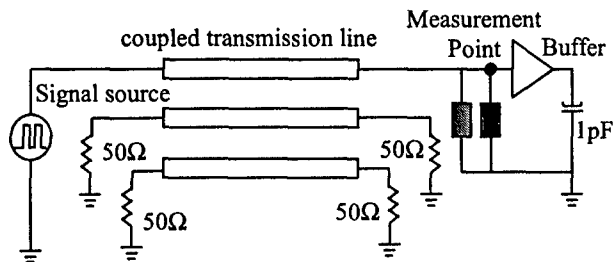 Measurement
coupled transmission line
Point
Buffer
Signal source
50Ω
50Ω
1pF
50Ω
50Ω